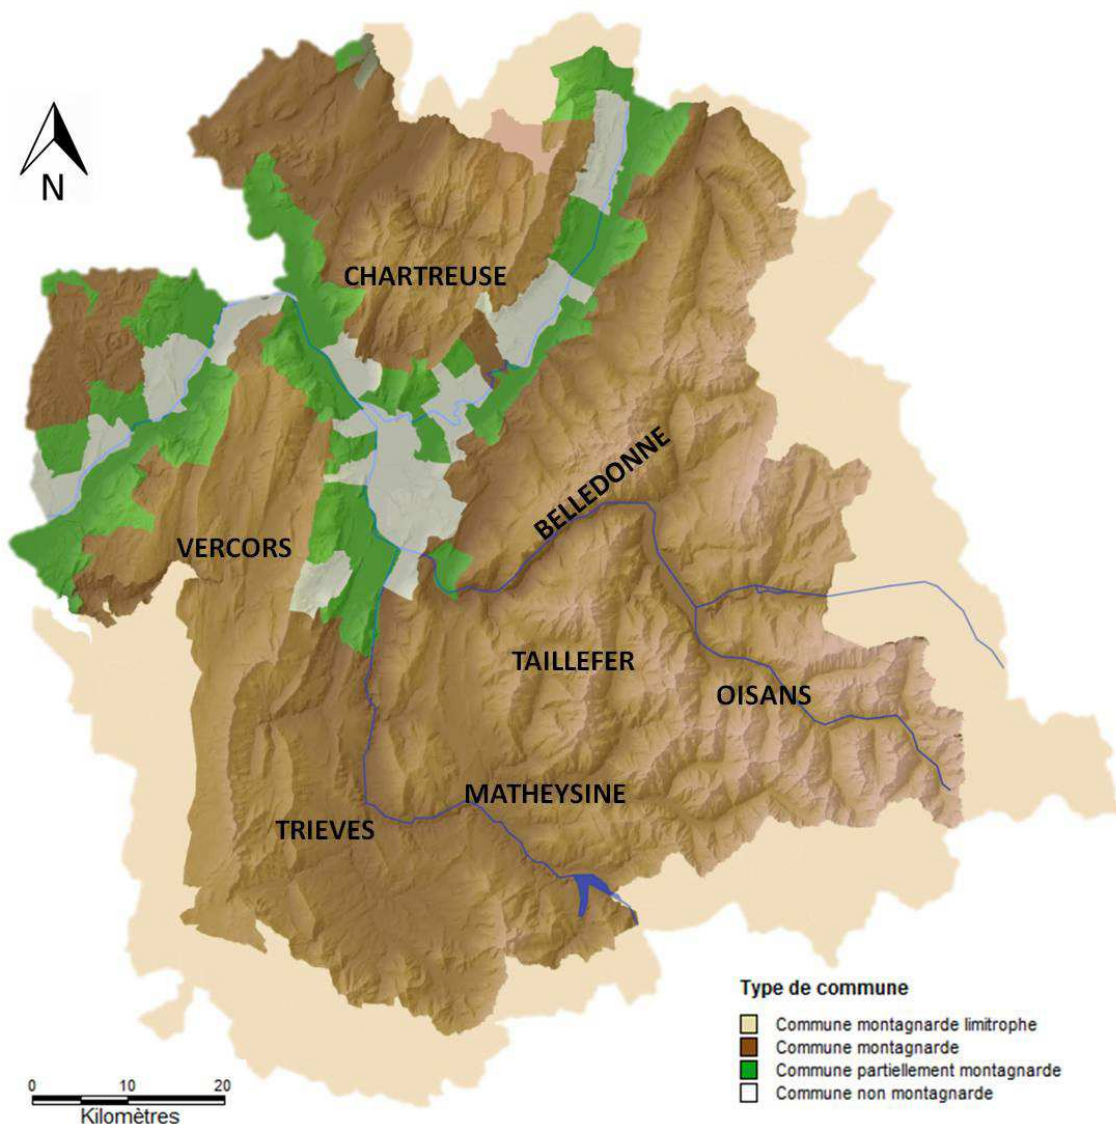 N
CHARTREUSE
BELLEDONNE
VERCORS
TAILLEFER
OISANS
MATHEYSINE
TRIEVES
Type de commune
Commune montagnarde limitrophe
Commune montagnarde
Commune partiellement montagnarde
Commune non montagnarde
0 10 20
Kilomètres